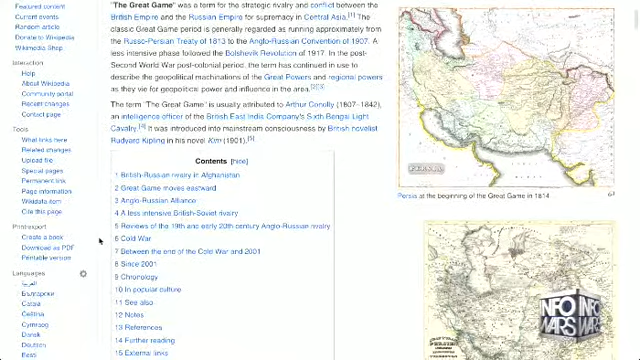 Featured content
Current events
Random article
Donate to Wikipedia
Wikimedia Shop
Interaction
Help
About Wikipedia
Community portal
Recent changes
Contact page
Tools
What links here
Related changes
Upload file
Special pages
Permanent link
Page information
Wikidata item
Cite this page
Print/export
Create a book
Download as PDF
Printable version
Languages
العربية
Български
Català
Čeština
Cymraeg
Dansk
Deutsch
Eesti
"The Great Game" was a term for the strategic rivalry and conflict between the
British Empire and the Russian Empire for supremacy in Central Asia.[1] The
classic Great Game period is generally regarded as running approximately from
the Russo-Persian Treaty of 1813 to the Anglo-Russian Convention of 1907. A
less intensive phase followed the Bolshevik Revolution of 1917. In the post-
Second World War post-colonial period, the term has continued in use to
describe the geopolitical machinations of the Great Powers and regional powers
as they vie for geopolitical power and influence in the area.[2][3]
The term "The Great Game" is usually attributed to Arthur Conolly (1807–1842),
an intelligence officer of the British East India Company's Sixth Bengal Light
Cavalry.[4] It was introduced into mainstream consciousness by British novelist
Rudyard Kipling in his novel Kim (1901).[5]
Contents [hide]
1 British-Russian rivalry in Afghanistan
2 Great Game moves eastward
3 Anglo-Russian Alliance
4 A less intensive British-Soviet rivalry
5 Reviews of the 19th and early 20th century Anglo-Russian rivalry
6 Cold War
7 Between the end of the Cold War and 2001
8 Since 2001
9 Chronology
10 In popular culture
11 See also
12 Notes
13 References
14 Further reading
15 External links
PERSIA
Persia at the beginning of the Great Game in 1814
INFO INFO
WARS WARS